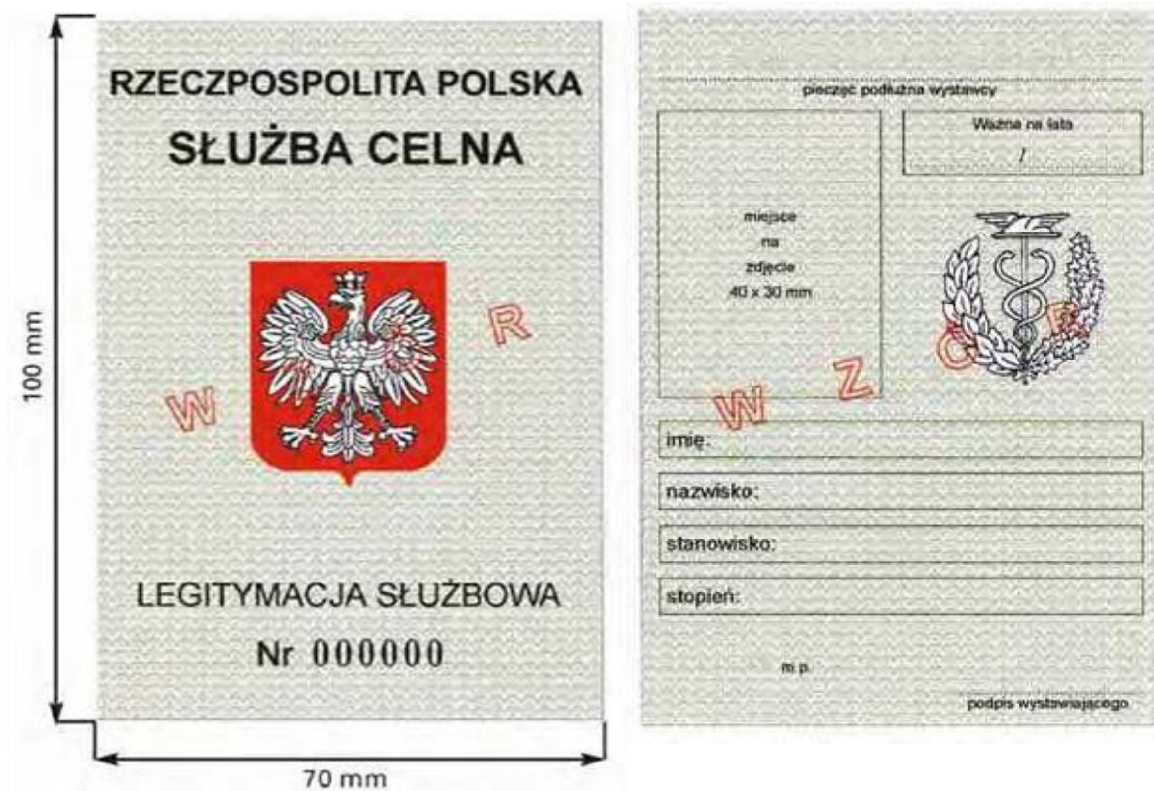 RZECZPOSPOLITA POLSKA
SŁUŻBA CELNA
W R
LEGITYMACJA SŁUŻBOWA
Nr 000000
100 mm
70 mm
pieczęć podłużna wystawcy
Ważna na lata
/
miejsce
na
zdjęcie
40 x 30 mm
W Z Ó R
imię:
nazwisko:
stanowisko:
stopień:
m.p.
podpis wystawiającego